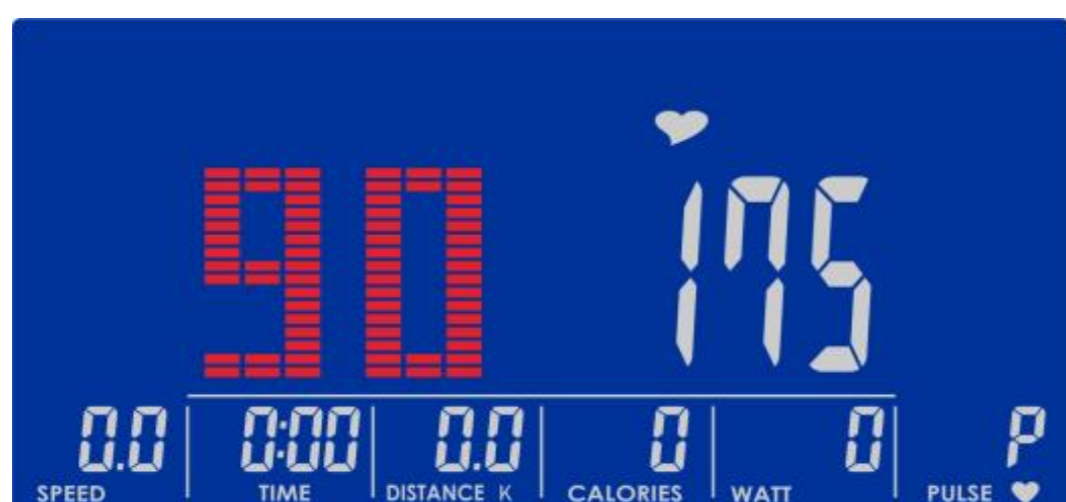 90 175
0.0 0:00 0.0 0 0 P
SPEED TIME DISTANCE K CALORIES WATT PULSE